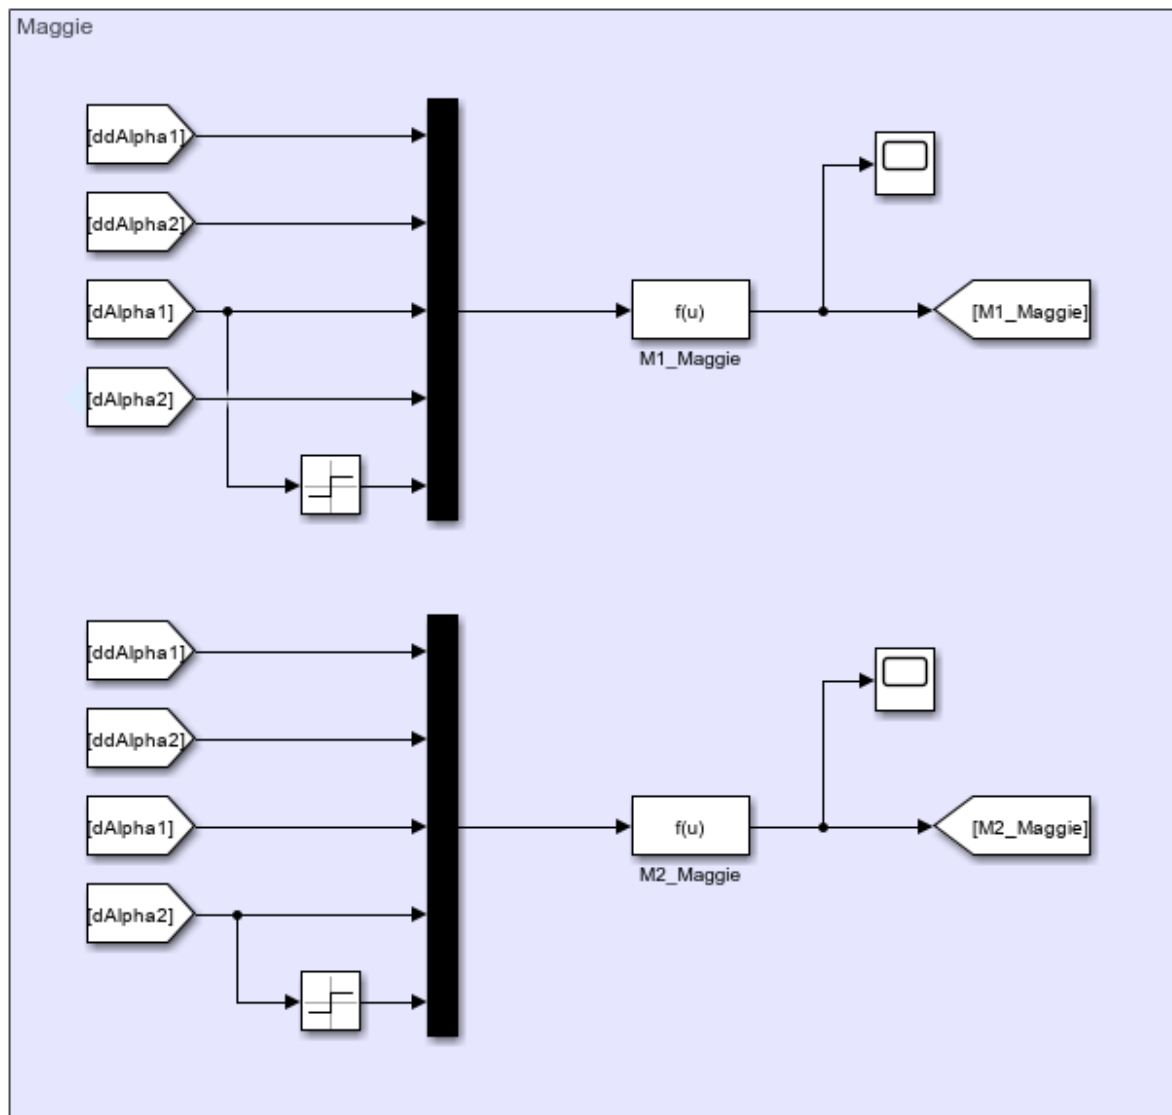 Maggie
[ddAlpha1]
[ddAlpha2]
[dAlpha1]
[dAlpha2]
f(u)
M1_Maggie
[M1_Maggie]
[ddAlpha1]
[ddAlpha2]
[dAlpha1]
[dAlpha2]
f(u)
M2_Maggie
[M2_Maggie]